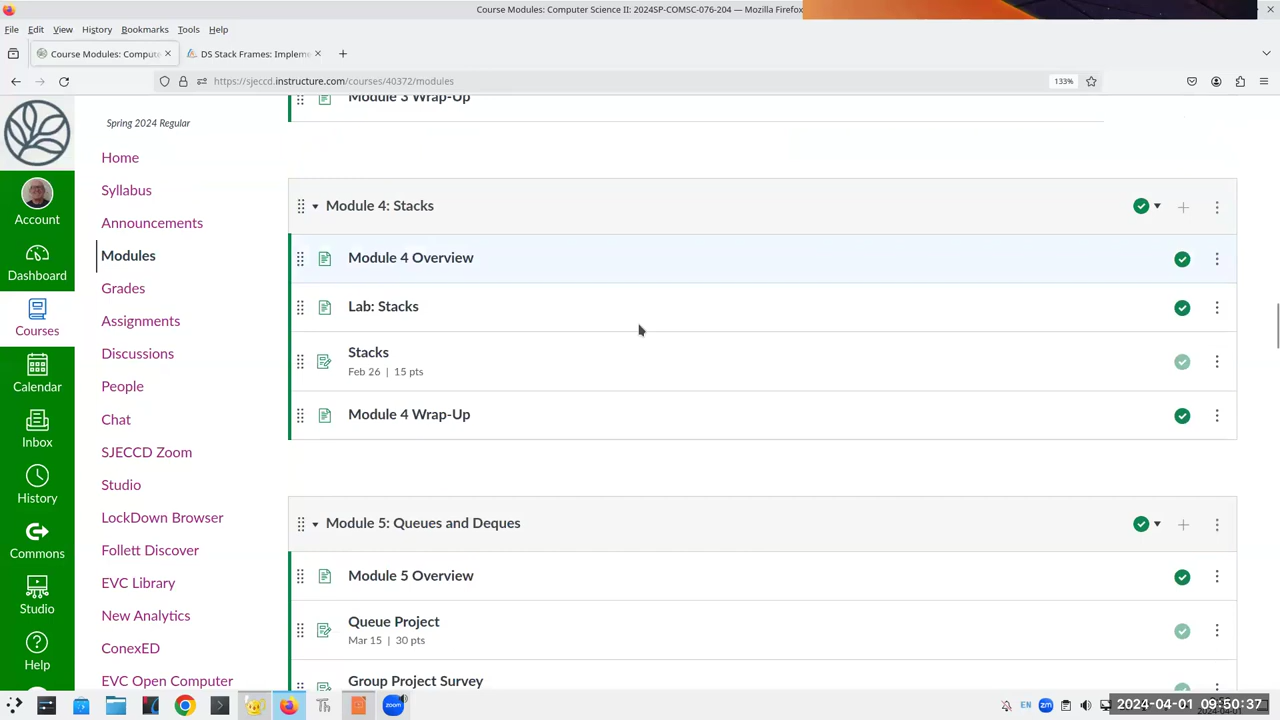 Course Modules: Computer Science II: 2024SP-COMSC-076-204 — Mozilla Firefox
File Edit View History Bookmarks Tools Help
Course Modules: Compute
DS Stack Frames: Impleme
https://sjeccd.instructure.com/courses/40372/modules
133%
Account
Dashboard
Courses
Calendar
Inbox
History
Commons
Studio
Help
Spring 2024 Regular
Home
Syllabus
Announcements
Modules
Grades
Assignments
Discussions
People
Chat
SJECCD Zoom
Studio
LockDown Browser
Follett Discover
EVC Library
New Analytics
ConexED
EVC Open Computer
Module 3 Wrap-Up
Module 4: Stacks
Module 4 Overview
Lab: Stacks
Stacks
Feb 26 | 15 pts
Module 4 Wrap-Up
Module 5: Queues and Deques
Module 5 Overview
Queue Project
Mar 15 | 30 pts
Group Project Survey
Th
zoom
EN
zm
2024-04-01 09:50:37